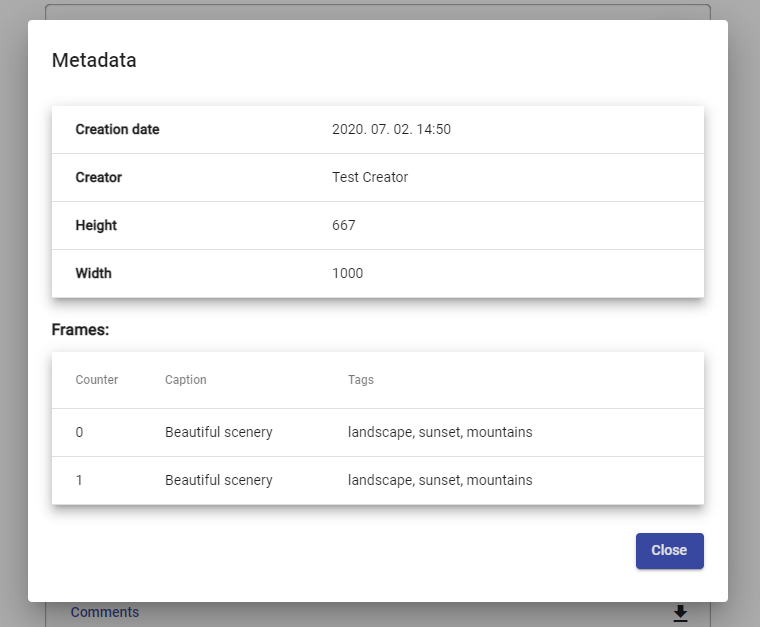 Metadata
Creation date 2020. 07. 02. 14:50
Creator Test Creator
Height 667
Width 1000
Frames:
Counter Caption Tags
0 Beautiful scenery landscape, sunset, mountains
1 Beautiful scenery landscape, sunset, mountains
Close
Comments